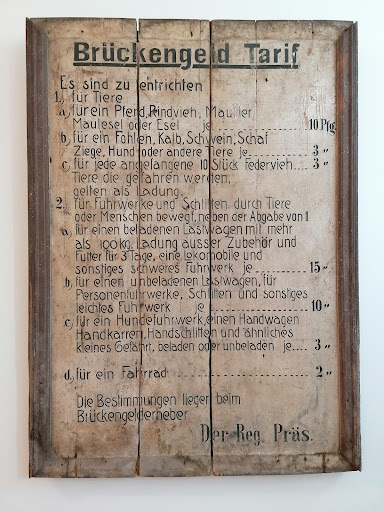 Brückengeld Tarif
Es sind zu entrichten
1., für Tiere
a, für ein Pferd, Rindvieh, Maultier
Maulesel oder Esel je 10 Pfg
b, für ein Fohlen, Kalb, Schwein, Schaf
Ziege, Hund oder andere Tiere je 3 "
c, für jede angefangene 10 Stück Federvieh 3 "
Tiere die gefahren werden,
gelten als Ladung.
2., für Fuhrwerke und Schlitten, durch Tiere
oder Menschen bewegt, neben der Abgabe von 1
a, für einen beladenen Lastwagen mit mehr
als 100 kg. Ladung ausser Zubehör und
Futter für 3 Tage, eine Lokomobile und
sonstiges schweres Fuhrwerk je 15 "
b, für einen unbeladenen Lastwagen, für
Personenfuhrwerke, Schlitten und sonstiges
leichtes Fuhrwerk je 10 "
c, für ein Hundefuhrwerk, einen Handwagen
Handkarren, Handschlitten und ähnliches
kleines Gefährt, beladen oder unbeladen je 3 "
d, für ein Fahrrad 2 "
Die Bestimmungen liegen beim
Brückengelderheber
Der Reg. Präs.